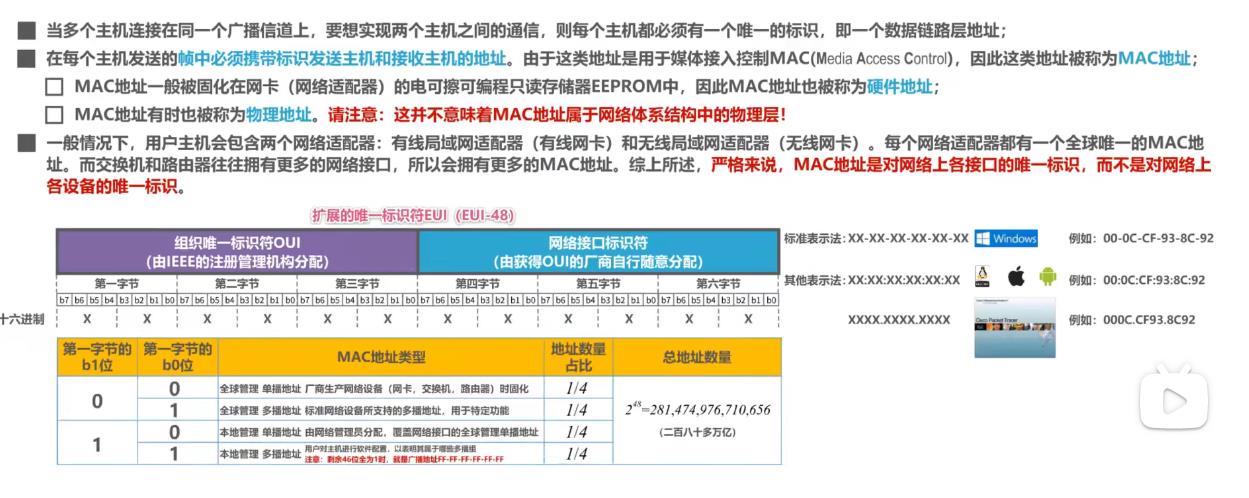 当多个主机连接在同一个广播信道上，要想实现两个主机之间的通信，则每个主机都必须有一个唯一的标识，即一个数据链路层地址；
在每个主机发送的帧中必须携带标识发送主机和接收主机的地址。由于这类地址是用于媒体接入控制MAC(Media Access Control)，因此这类地址被称为MAC地址；
MAC地址一般被固化在网卡（网络适配器）的电可擦可编程只读存储器EEPROM中，因此MAC地址也被称为硬件地址；
MAC地址有时也被称为物理地址。请注意：这并不意味着MAC地址属于网络体系结构中的物理层！
一般情况下，用户主机会包含两个网络适配器：有线局域网适配器（有线网卡）和无线局域网适配器（无线网卡）。每个网络适配器都有一个全球唯一的MAC地
址。而交换机和路由器往往拥有更多的网络接口，所以会拥有更多的MAC地址。综上所述，严格来说，MAC地址是对网络上各接口的唯一标识，而不是对网络上
各设备的唯一标识。
扩展的唯一标识符EUI（EUI-48）
组织唯一标识符OUI
（由IEEE的注册管理机构分配）
网络接口标识符
（由获得OUI的厂商自行随意分配）
第一字节 第二字节 第三字节 第四字节 第五字节 第六字节
b7 b6 b5 b4 b3 b2 b1 b0 b7 b6 b5 b4 b3 b2 b1 b0 b7 b6 b5 b4 b3 b2 b1 b0 b7 b6 b5 b4 b3 b2 b1 b0 b7 b6 b5 b4 b3 b2 b1 b0 b7 b6 b5 b4 b3 b2 b1 b0
十六进制 X X X X X X X X X X X X
标准表示法：XX-XX-XX-XX-XX-XX Windows 例如：00-0C-CF-93-8C-92
其他表示法：XX:XX:XX:XX:XX:XX 例如：00:0C:CF:93:8C:92
XXXX.XXXX.XXXX Cisco Packet Tracer 例如：000C.CF93.8C92
第一字节的b1位 第一字节的b0位 MAC地址类型 地址数量占比 总地址数量
0 0 全球管理 单播地址 厂商生产网络设备（网卡，交换机，路由器）时固化 1/4
1 全球管理 多播地址 标准网络设备所支持的多播地址，用于特定功能 1/4
1 0 本地管理 单播地址 由网络管理员分配，覆盖网络接口的全球管理单播地址 1/4
1 本地管理 多播地址 用户对主机进行软件配置，以表明其属于哪些多播组 1/4
注意：剩余46位全为1时，就是广播地址FF-FF-FF-FF-FF-FF
2^48=281,474,976,710,656
（二百八十多万亿）